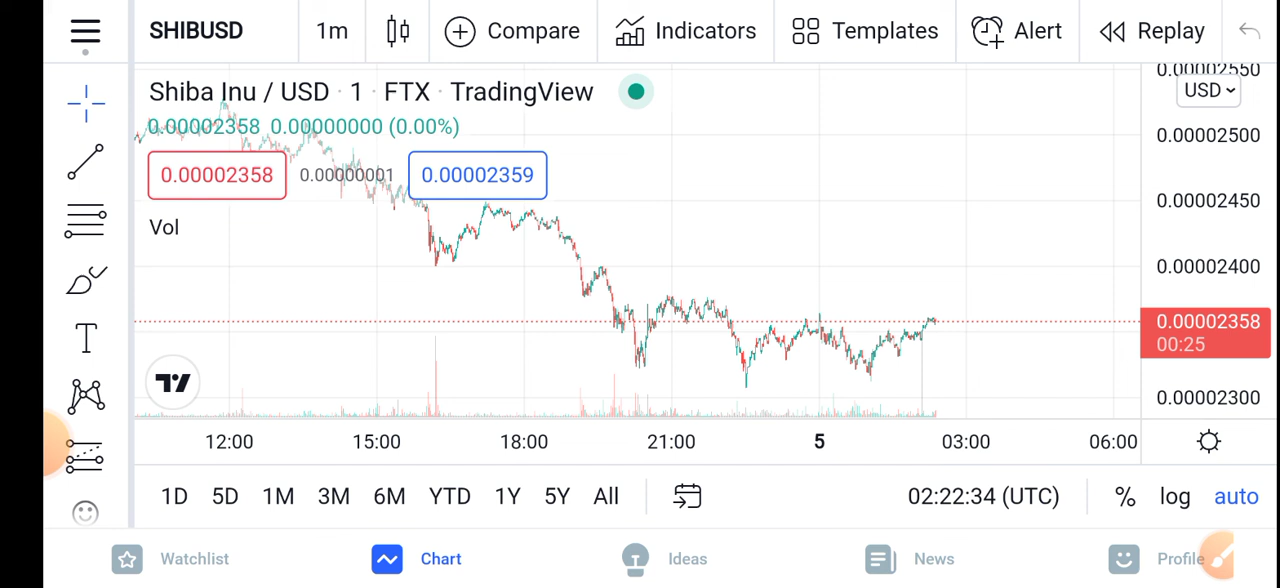 SHIBUSD 1m Compare Indicators Templates Alert Replay
Shiba Inu / USD · 1 · FTX · TradingView
0.00002358 0.00000000 (0.00%)
0.00002358 0.00000001 0.00002359
Vol
0.00002550
USD
0.00002500
0.00002450
0.00002400
0.00002358
00:25
0.00002300
12:00 15:00 18:00 21:00 5 03:00 06:00
1D 5D 1M 3M 6M YTD 1Y 5Y All 02:22:34 (UTC) % log auto
Watchlist Chart Ideas News Profile